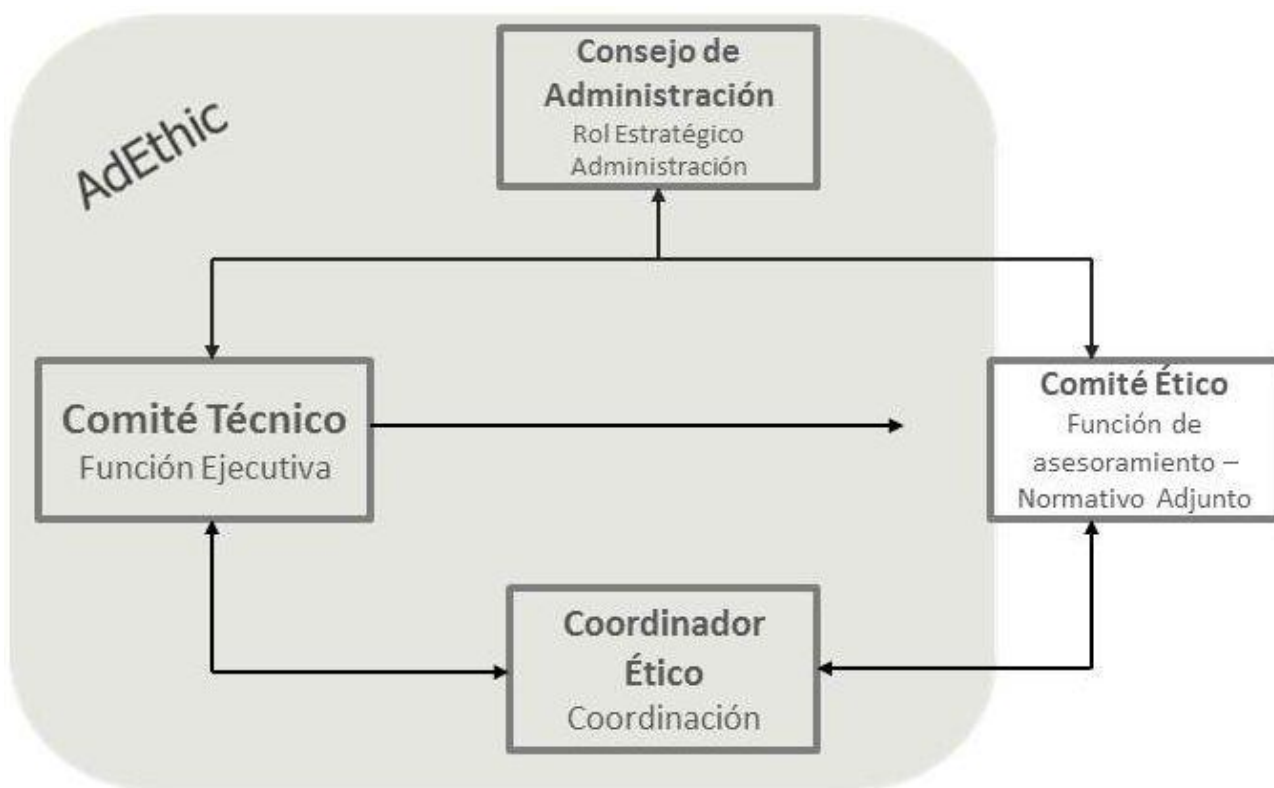 AdEthic
Consejo de
Administración
Rol Estratégico
Administración
Comité Técnico
Función Ejecutiva
Comité Ético
Función de
asesoramiento –
Normativo Adjunto
Coordinador
Ético
Coordinación